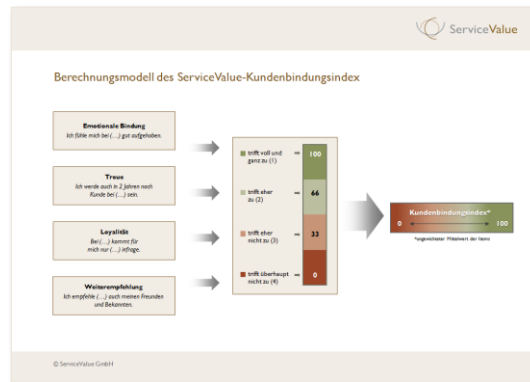 ServiceValue
Berechnungsmodell des ServiceValue-Kundenbindungsindex
Emotionale Bindung
Ich fühle mich bei (…) gut aufgehoben.
Treue
Ich werde auch in 2 Jahren noch
Kunde bei (…) sein.
Loyalität
Bei (…) kommt für
mich nur (…) infrage.
Weiterempfehlung
Ich empfehle (…) auch meinen Freunden
und Bekannten.
trifft voll und
ganz zu (1)
=
100
trifft eher
zu (2)
=
66
trifft eher
nicht zu (3)
=
33
trifft überhaupt
nicht zu (4)
=
0
Kundenbindungsindex*
0
100
*ungewichteter Mittelwert der Items
© ServiceValue GmbH